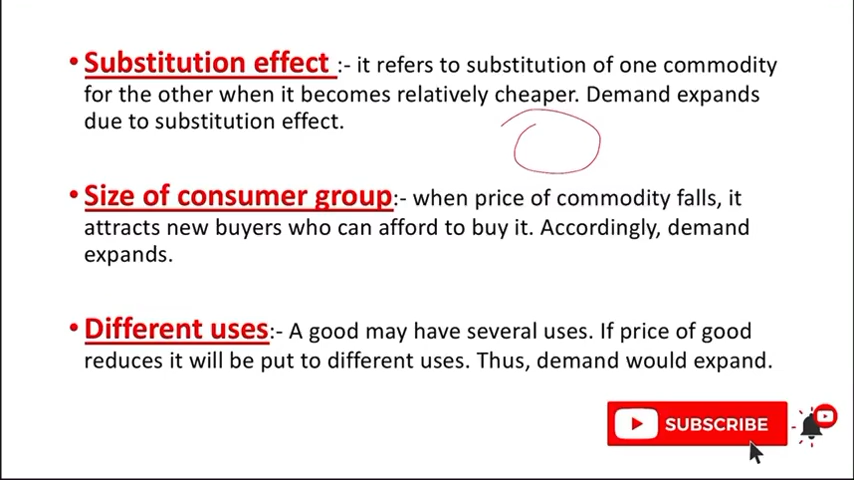 • Substitution effect :- it refers to substitution of one commodity
for the other when it becomes relatively cheaper. Demand expands
due to substitution effect.
• Size of consumer group:- when price of commodity falls, it
attracts new buyers who can afford to buy it. Accordingly, demand
expands.
• Different uses:- A good may have several uses. If price of good
reduces it will be put to different uses. Thus, demand would expand.
SUBSCRIBE